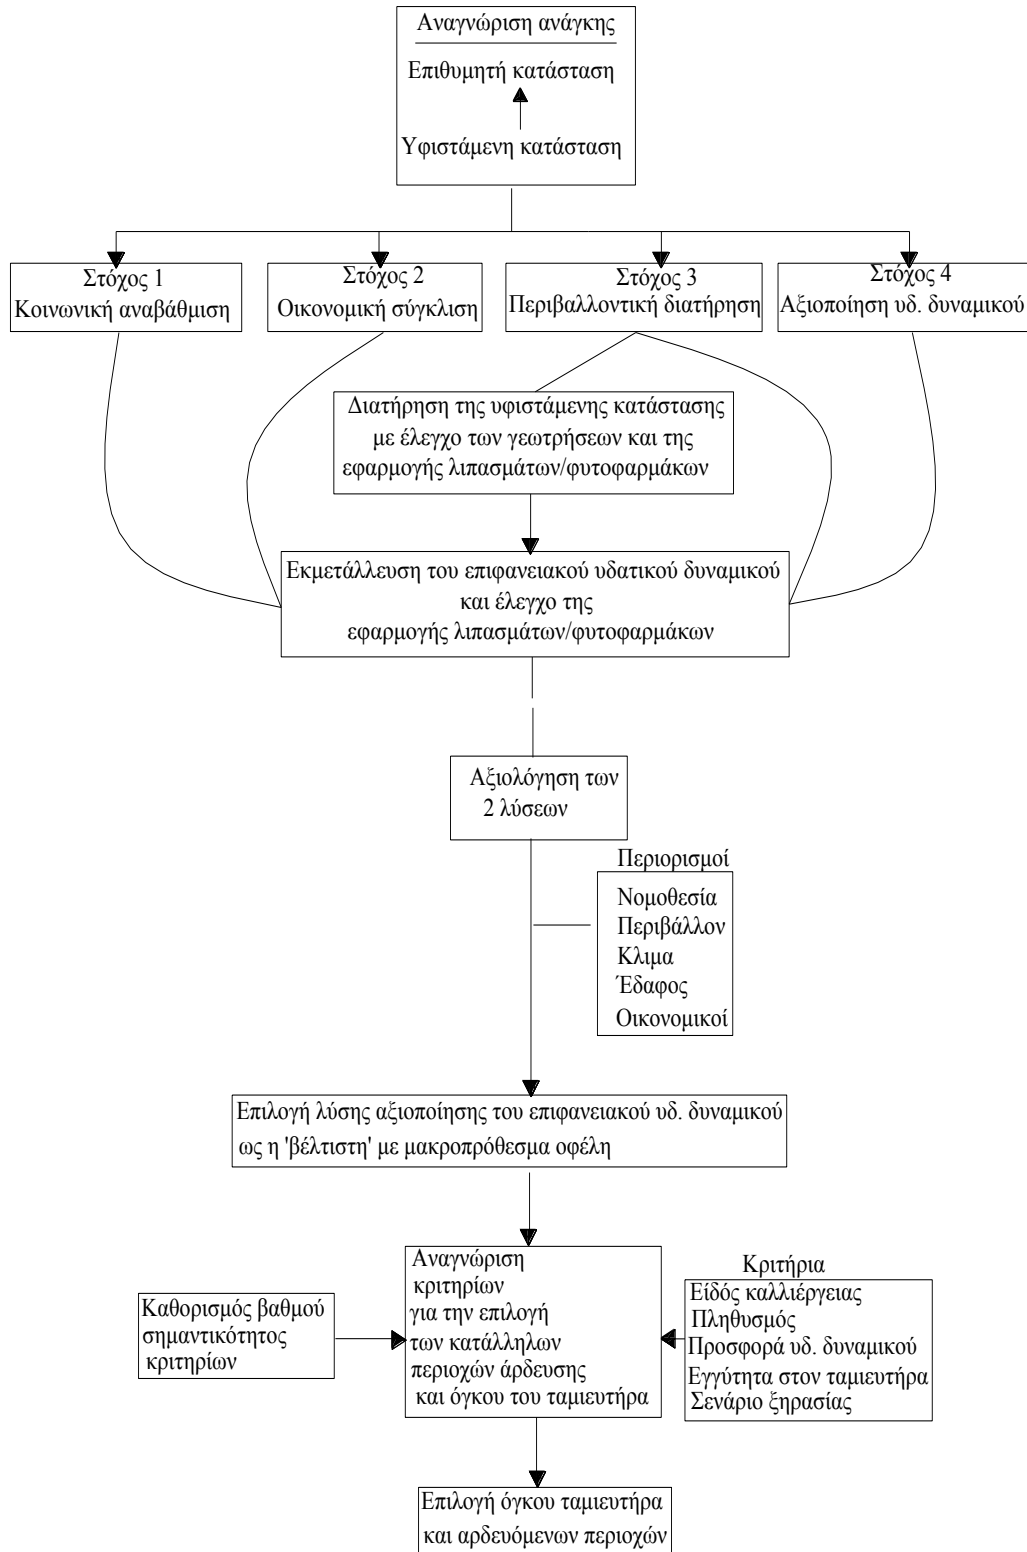 Αναγνώριση ανάγκης
Επιθυμητή κατάσταση
Υφιστάμενη κατάσταση
Στόχος 1
Κοινωνική αναβάθμιση
Στόχος 2
Οικονομική σύγκλιση
Στόχος 3
Περιβαλλοντική διατήρηση
Στόχος 4
Αξιοποίηση υδ. δυναμικού
Διατήρηση της υφιστάμενης κατάστασης
με έλεγχο των γεωτρήσεων και της
εφαρμογής λιπασμάτων/φυτοφαρμάκων
Εκμετάλλευση του επιφανειακού υδατικού δυναμικού
και έλεγχο της
εφαρμογής λιπασμάτων/φυτοφαρμάκων
Αξιολόγηση των
2 λύσεων
Περιορισμοί
Νομοθεσία
Περιβάλλον
Κλιμα
Έδαφος
Οικονομικοί
Επιλογή λύσης αξιοποίησης του επιφανειακού υδ. δυναμικού
ως η 'βέλτιστη' με μακροπρόθεσμα οφέλη
Καθορισμός βαθμού
σημαντικότητος
κριτηρίων
Αναγνώριση
κριτηρίων
για την επιλογή
των κατάλληλων
περιοχών άρδευσης
και όγκου του ταμιευτήρα
Κριτήρια
Είδός καλλιέργειας
Πληθυσμός
Προσφορά υδ. δυναμικού
Εγγύτητα στον ταμιευτήρα
Σενάριο ξηρασίας
Επιλογή όγκου ταμιευτήρα
και αρδευόμενων περιοχών